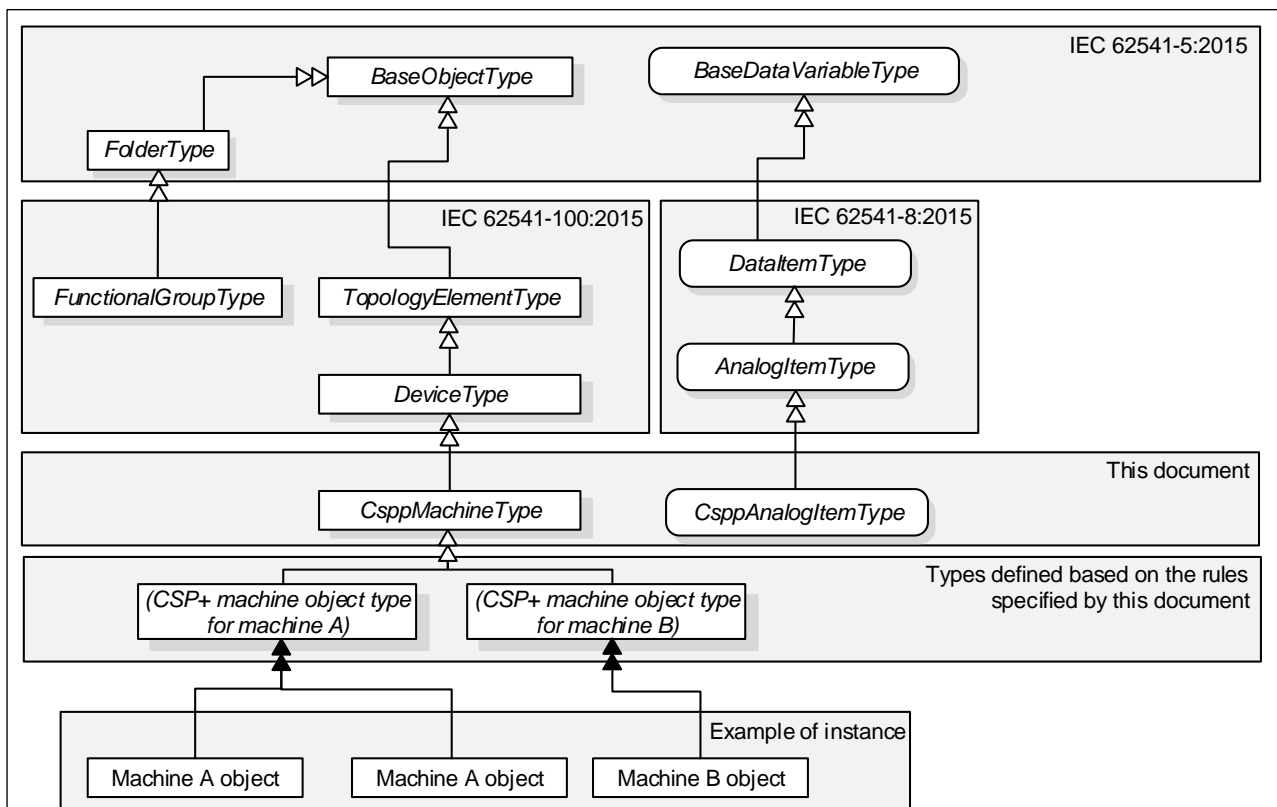 IEC 62541-5:2015
BaseObjectType
BaseDataVariableType
FolderType
IEC 62541-100:2015
IEC 62541-8:2015
DataItemType
FunctionalGroupType
TopologyElementType
AnalogItemType
DeviceType
This document
CsppMachineType
CsppAnalogItemType
Types defined based on the rules
specified by this document
(CSP+ machine object type
for machine A)
(CSP+ machine object type
for machine B)
Example of instance
Machine A object
Machine A object
Machine B object